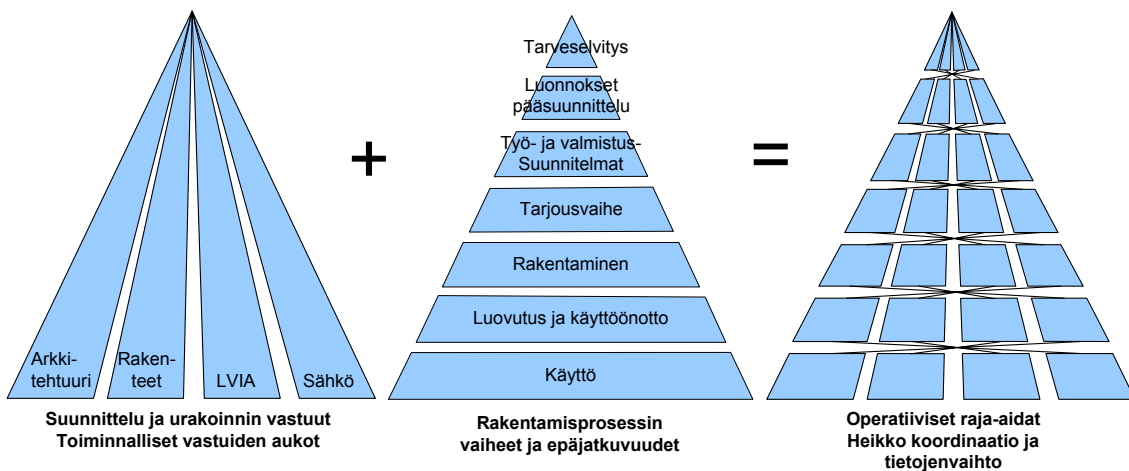 Arkki-
tehtuuri
Raken-
teet
LVIA
Sähkö
Suunnittelu ja urakoinnin vastuut
Toiminnalliset vastuiden aukot
+
Tarveselvitys
Luonnokset
pääsuunnittelu
Työ- ja valmistus-
Suunnitelmat
Tarjousvaihe
Rakentaminen
Luovutus ja käyttöönotto
Käyttö
Rakentamisprosessin
vaiheet ja epäjatkuvuudet
=
Operatiiviset raja-aidat
Heikko koordinaatio ja
tietojenvaihto